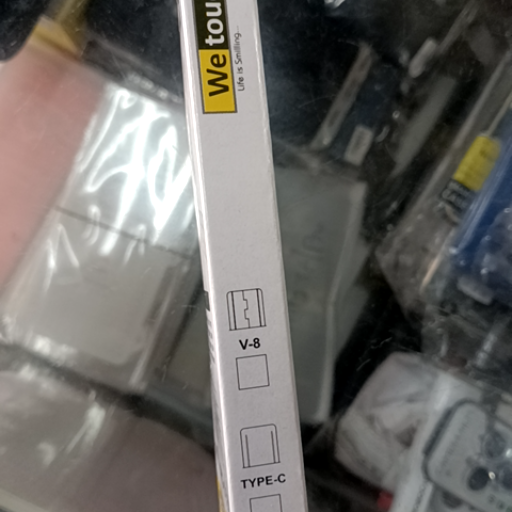 We tou
Life is Smiling...
V-8
TYPE-C